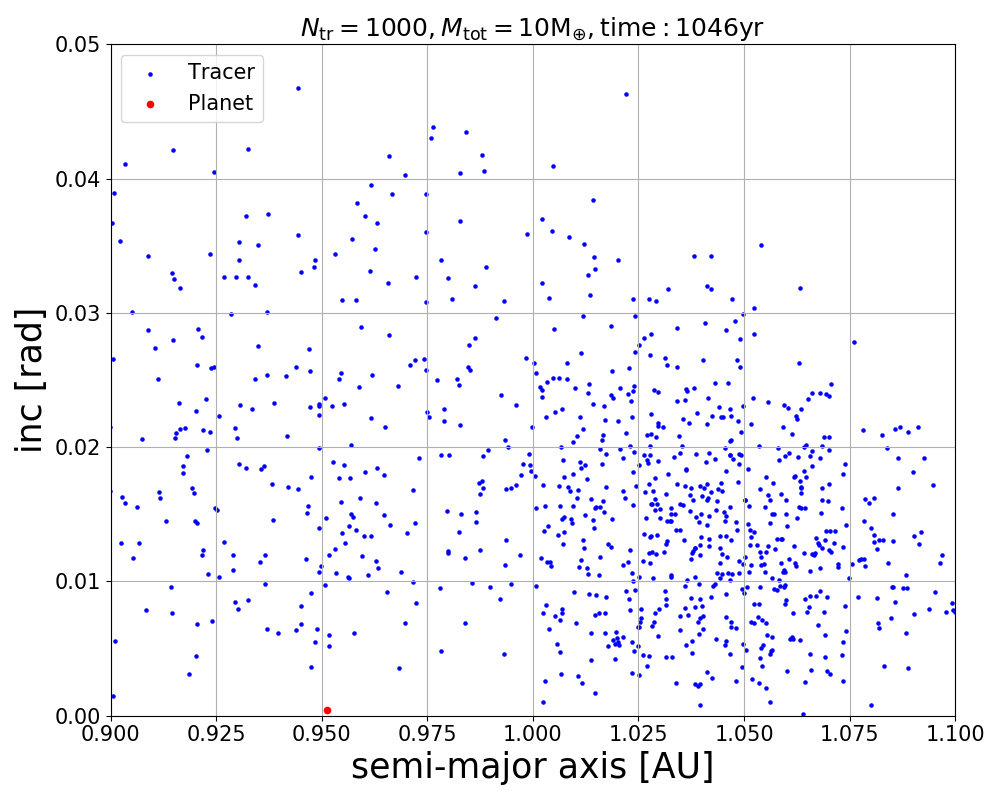 N_tr = 1000, M_tot = 10M_⊕, time : 1046yr
Tracer
Planet
0.05
0.04
0.03
0.02
0.01
0.00
inc [rad]
0.900 0.925 0.950 0.975 1.000 1.025 1.050 1.075 1.100
semi-major axis [AU]